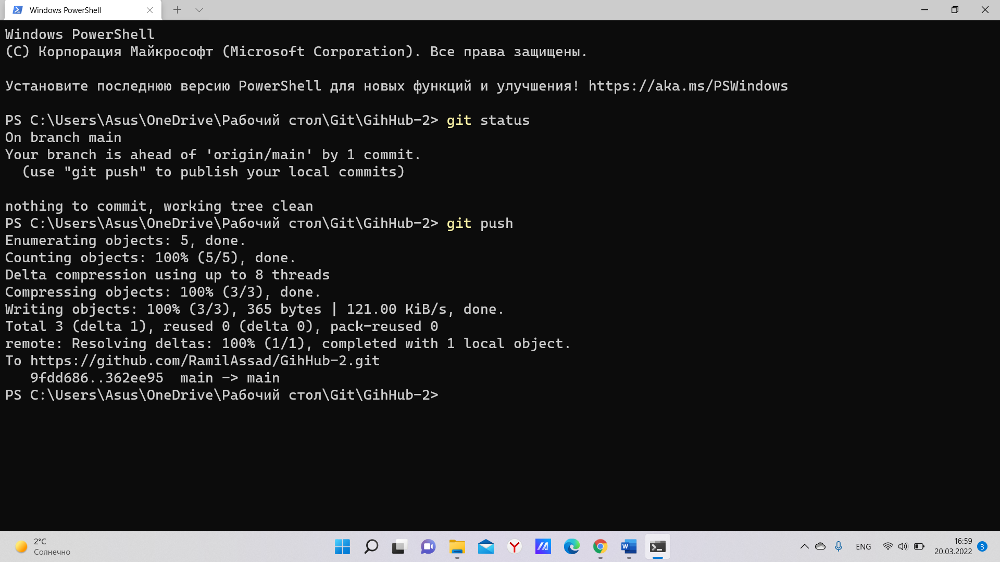 Windows PowerShell
Windows PowerShell
(C) Корпорация Майкрософт (Microsoft Corporation). Все права защищены.
Установите последнюю версию PowerShell для новых функций и улучшения! https://aka.ms/PSWindows
PS C:\Users\Asus\OneDrive\Рабочий стол\Git\GihHub-2> git status
On branch main
Your branch is ahead of 'origin/main' by 1 commit.
  (use "git push" to publish your local commits)
nothing to commit, working tree clean
PS C:\Users\Asus\OneDrive\Рабочий стол\Git\GihHub-2> git push
Enumerating objects: 5, done.
Counting objects: 100% (5/5), done.
Delta compression using up to 8 threads
Compressing objects: 100% (3/3), done.
Writing objects: 100% (3/3), 365 bytes | 121.00 KiB/s, done.
Total 3 (delta 1), reused 0 (delta 0), pack-reused 0
remote: Resolving deltas: 100% (1/1), completed with 1 local object.
To https://github.com/RamilAssad/GihHub-2.git
   9fdd686..362ee95  main -> main
PS C:\Users\Asus\OneDrive\Рабочий стол\Git\GihHub-2>
2°C
Солнечно
ENG
16:59
20.03.2022
3